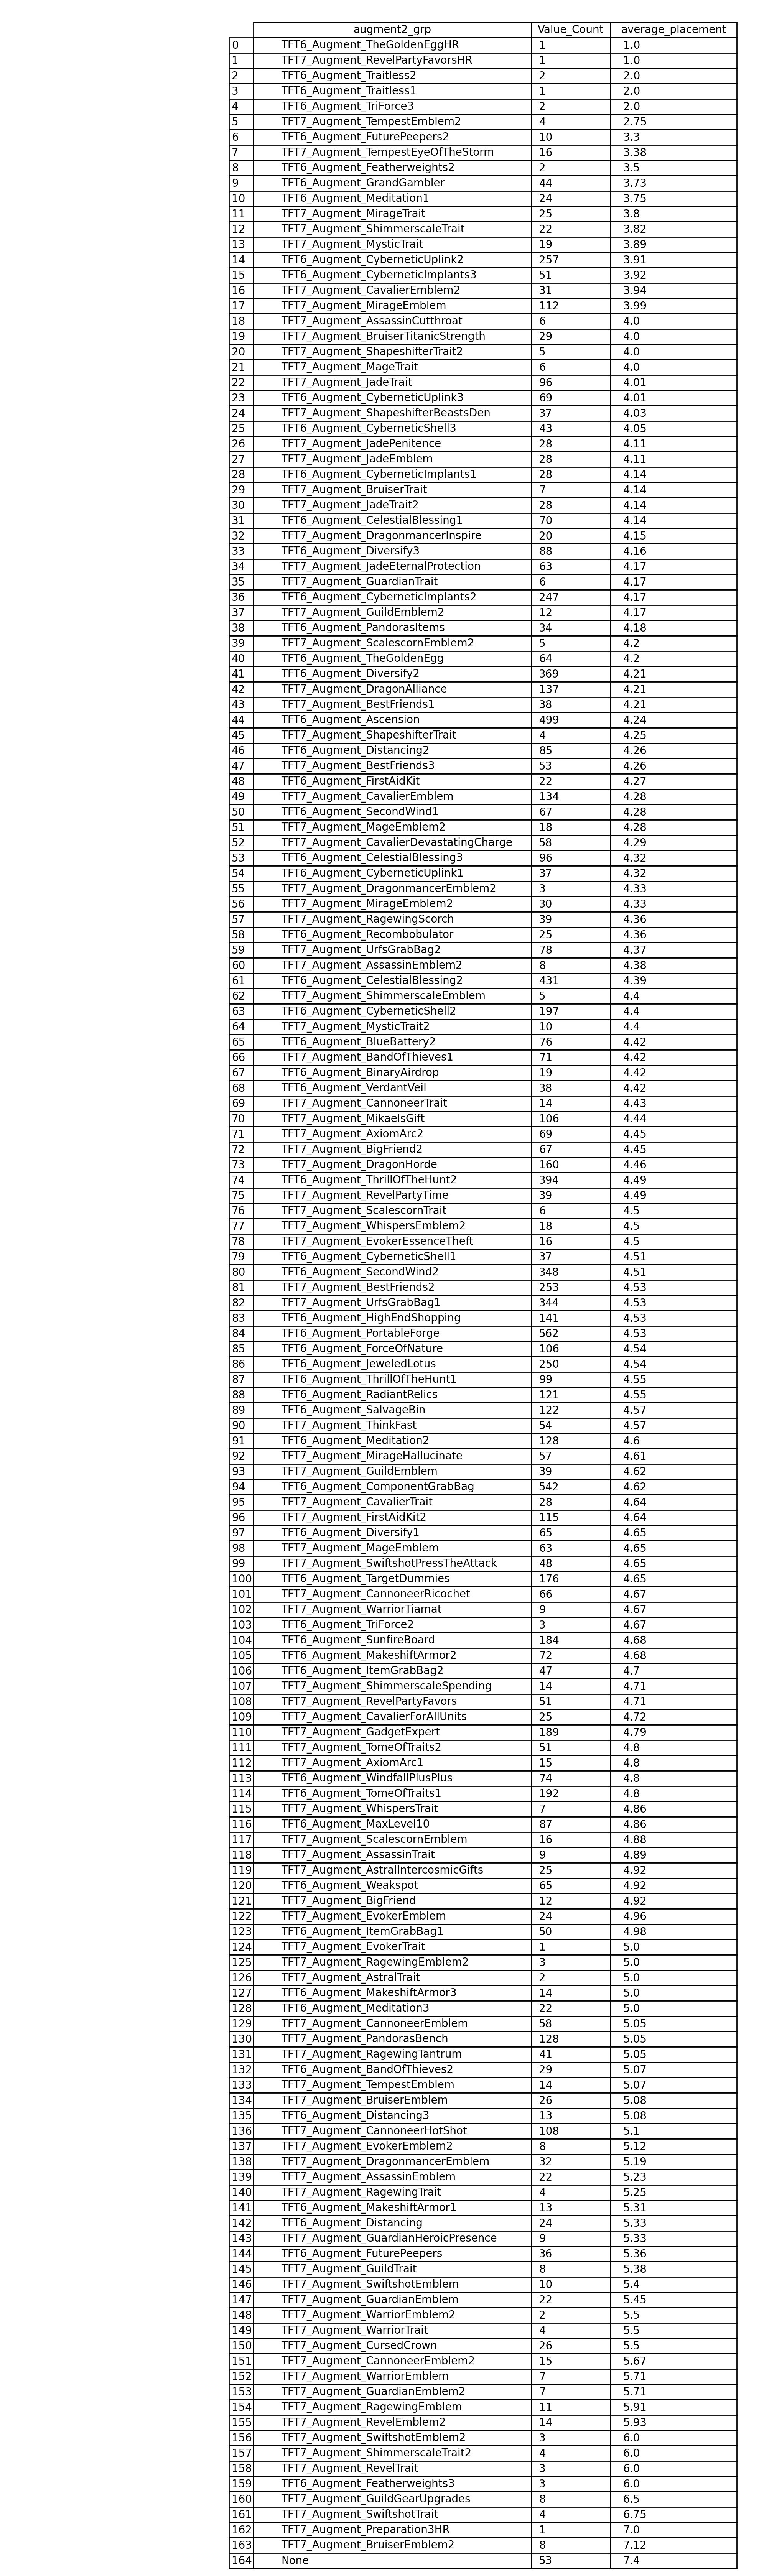 augment2_grp Value_Count average_placement
0 TFT6_Augment_TheGoldenEggHR 1 1.0
1 TFT7_Augment_RevelPartyFavorsHR 1 1.0
2 TFT6_Augment_Traitless2 2 2.0
3 TFT6_Augment_Traitless1 1 2.0
4 TFT6_Augment_TriForce3 2 2.0
5 TFT7_Augment_TempestEmblem2 4 2.75
6 TFT6_Augment_FuturePeepers2 10 3.3
7 TFT7_Augment_TempestEyeOfTheStorm 16 3.38
8 TFT6_Augment_Featherweights2 2 3.5
9 TFT6_Augment_GrandGambler 44 3.73
10 TFT6_Augment_Meditation1 24 3.75
11 TFT7_Augment_MirageTrait 25 3.8
12 TFT7_Augment_ShimmerscaleTrait 22 3.82
13 TFT7_Augment_MysticTrait 19 3.89
14 TFT6_Augment_CyberneticUplink2 257 3.91
15 TFT6_Augment_CyberneticImplants3 51 3.92
16 TFT7_Augment_CavalierEmblem2 31 3.94
17 TFT7_Augment_MirageEmblem 112 3.99
18 TFT7_Augment_AssassinCutthroat 6 4.0
19 TFT7_Augment_BruiserTitanicStrength 29 4.0
20 TFT7_Augment_ShapeshifterTrait2 5 4.0
21 TFT7_Augment_MageTrait 6 4.0
22 TFT7_Augment_JadeTrait 96 4.01
23 TFT6_Augment_CyberneticUplink3 69 4.01
24 TFT7_Augment_ShapeshifterBeastsDen 37 4.03
25 TFT6_Augment_CyberneticShell3 43 4.05
26 TFT7_Augment_JadePenitence 28 4.11
27 TFT7_Augment_JadeEmblem 28 4.11
28 TFT6_Augment_CyberneticImplants1 28 4.14
29 TFT7_Augment_BruiserTrait 7 4.14
30 TFT7_Augment_JadeTrait2 28 4.14
31 TFT6_Augment_CelestialBlessing1 70 4.14
32 TFT7_Augment_DragonmancerInspire 20 4.15
33 TFT6_Augment_Diversify3 88 4.16
34 TFT7_Augment_JadeEternalProtection 63 4.17
35 TFT7_Augment_GuardianTrait 6 4.17
36 TFT6_Augment_CyberneticImplants2 247 4.17
37 TFT7_Augment_GuildEmblem2 12 4.17
38 TFT6_Augment_PandorasItems 34 4.18
39 TFT7_Augment_ScalescornEmblem2 5 4.2
40 TFT6_Augment_TheGoldenEgg 64 4.2
41 TFT6_Augment_Diversify2 369 4.21
42 TFT7_Augment_DragonAlliance 137 4.21
43 TFT7_Augment_BestFriends1 38 4.21
44 TFT6_Augment_Ascension 499 4.24
45 TFT7_Augment_ShapeshifterTrait 4 4.25
46 TFT6_Augment_Distancing2 85 4.26
47 TFT7_Augment_BestFriends3 53 4.26
48 TFT6_Augment_FirstAidKit 22 4.27
49 TFT7_Augment_CavalierEmblem 134 4.28
50 TFT6_Augment_SecondWind1 67 4.28
51 TFT7_Augment_MageEmblem2 18 4.28
52 TFT7_Augment_CavalierDevastatingCharge 58 4.29
53 TFT6_Augment_CelestialBlessing3 96 4.32
54 TFT6_Augment_CyberneticUplink1 37 4.32
55 TFT7_Augment_DragonmancerEmblem2 3 4.33
56 TFT7_Augment_MirageEmblem2 30 4.33
57 TFT7_Augment_RagewingScorch 39 4.36
58 TFT6_Augment_Recombobulator 25 4.36
59 TFT7_Augment_UrfsGrabBag2 78 4.37
60 TFT7_Augment_AssassinEmblem2 8 4.38
61 TFT6_Augment_CelestialBlessing2 431 4.39
62 TFT7_Augment_ShimmerscaleEmblem 5 4.4
63 TFT6_Augment_CyberneticShell2 197 4.4
64 TFT7_Augment_MysticTrait2 10 4.4
65 TFT6_Augment_BlueBattery2 76 4.42
66 TFT7_Augment_BandOfThieves1 71 4.42
67 TFT6_Augment_BinaryAirdrop 19 4.42
68 TFT6_Augment_VerdantVeil 38 4.42
69 TFT7_Augment_CannoneerTrait 14 4.43
70 TFT7_Augment_MikaelsGift 106 4.44
71 TFT7_Augment_AxiomArc2 69 4.45
72 TFT7_Augment_BigFriend2 67 4.45
73 TFT7_Augment_DragonHorde 160 4.46
74 TFT6_Augment_ThrillOfTheHunt2 394 4.49
75 TFT7_Augment_RevelPartyTime 39 4.49
76 TFT7_Augment_ScalescornTrait 6 4.5
77 TFT7_Augment_WhispersEmblem2 18 4.5
78 TFT7_Augment_EvokerEssenceTheft 16 4.5
79 TFT6_Augment_CyberneticShell1 37 4.51
80 TFT6_Augment_SecondWind2 348 4.51
81 TFT7_Augment_BestFriends2 253 4.53
82 TFT7_Augment_UrfsGrabBag1 344 4.53
83 TFT6_Augment_HighEndShopping 141 4.53
84 TFT6_Augment_PortableForge 562 4.53
85 TFT6_Augment_ForceOfNature 106 4.54
86 TFT6_Augment_JeweledLotus 250 4.54
87 TFT6_Augment_ThrillOfTheHunt1 99 4.55
88 TFT6_Augment_RadiantRelics 121 4.55
89 TFT6_Augment_SalvageBin 122 4.57
90 TFT7_Augment_ThinkFast 54 4.57
91 TFT6_Augment_Meditation2 128 4.6
92 TFT7_Augment_MirageHallucinate 57 4.61
93 TFT7_Augment_GuildEmblem 39 4.62
94 TFT6_Augment_ComponentGrabBag 542 4.62
95 TFT7_Augment_CavalierTrait 28 4.64
96 TFT7_Augment_FirstAidKit2 115 4.64
97 TFT6_Augment_Diversify1 65 4.65
98 TFT7_Augment_MageEmblem 63 4.65
99 TFT7_Augment_SwiftshotPressTheAttack 48 4.65
100 TFT6_Augment_TargetDummies 176 4.65
101 TFT7_Augment_CannoneerRicochet 66 4.67
102 TFT7_Augment_WarriorTiamat 9 4.67
103 TFT6_Augment_TriForce2 3 4.67
104 TFT6_Augment_SunfireBoard 184 4.68
105 TFT6_Augment_MakeshiftArmor2 72 4.68
106 TFT6_Augment_ItemGrabBag2 47 4.7
107 TFT7_Augment_ShimmerscaleSpending 14 4.71
108 TFT7_Augment_RevelPartyFavors 51 4.71
109 TFT7_Augment_CavalierForAllUnits 25 4.72
110 TFT7_Augment_GadgetExpert 189 4.79
111 TFT7_Augment_TomeOfTraits2 51 4.8
112 TFT7_Augment_AxiomArc1 15 4.8
113 TFT6_Augment_WindfallPlusPlus 74 4.8
114 TFT6_Augment_TomeOfTraits1 192 4.8
115 TFT7_Augment_WhispersTrait 7 4.86
116 TFT6_Augment_MaxLevel10 87 4.86
117 TFT7_Augment_ScalescornEmblem 16 4.88
118 TFT7_Augment_AssassinTrait 9 4.89
119 TFT7_Augment_AstralIntercosmicGifts 25 4.92
120 TFT6_Augment_Weakspot 65 4.92
121 TFT7_Augment_BigFriend 12 4.92
122 TFT7_Augment_EvokerEmblem 24 4.96
123 TFT6_Augment_ItemGrabBag1 50 4.98
124 TFT7_Augment_EvokerTrait 1 5.0
125 TFT7_Augment_RagewingEmblem2 3 5.0
126 TFT7_Augment_AstralTrait 2 5.0
127 TFT6_Augment_MakeshiftArmor3 14 5.0
128 TFT6_Augment_Meditation3 22 5.0
129 TFT7_Augment_CannoneerEmblem 58 5.05
130 TFT7_Augment_PandorasBench 128 5.05
131 TFT7_Augment_RagewingTantrum 41 5.05
132 TFT6_Augment_BandOfThieves2 29 5.07
133 TFT7_Augment_TempestEmblem 14 5.07
134 TFT7_Augment_BruiserEmblem 26 5.08
135 TFT6_Augment_Distancing3 13 5.08
136 TFT7_Augment_CannoneerHotShot 108 5.1
137 TFT7_Augment_EvokerEmblem2 8 5.12
138 TFT7_Augment_DragonmancerEmblem 32 5.19
139 TFT7_Augment_AssassinEmblem 22 5.23
140 TFT7_Augment_RagewingTrait 4 5.25
141 TFT6_Augment_MakeshiftArmor1 13 5.31
142 TFT6_Augment_Distancing 24 5.33
143 TFT7_Augment_GuardianHeroicPresence 9 5.33
144 TFT6_Augment_FuturePeepers 36 5.36
145 TFT7_Augment_GuildTrait 8 5.38
146 TFT7_Augment_SwiftshotEmblem 10 5.4
147 TFT7_Augment_GuardianEmblem 22 5.45
148 TFT7_Augment_WarriorEmblem2 2 5.5
149 TFT7_Augment_WarriorTrait 4 5.5
150 TFT7_Augment_CursedCrown 26 5.5
151 TFT7_Augment_CannoneerEmblem2 15 5.67
152 TFT7_Augment_WarriorEmblem 7 5.71
153 TFT7_Augment_GuardianEmblem2 7 5.71
154 TFT7_Augment_RagewingEmblem 11 5.91
155 TFT7_Augment_RevelEmblem2 14 5.93
156 TFT7_Augment_SwiftshotEmblem2 3 6.0
157 TFT7_Augment_ShimmerscaleTrait2 4 6.0
158 TFT7_Augment_RevelTrait 3 6.0
159 TFT6_Augment_Featherweights3 3 6.0
160 TFT7_Augment_GuildGearUpgrades 8 6.5
161 TFT7_Augment_SwiftshotTrait 4 6.75
162 TFT7_Augment_Preparation3HR 1 7.0
163 TFT7_Augment_BruiserEmblem2 8 7.12
164 None 53 7.4